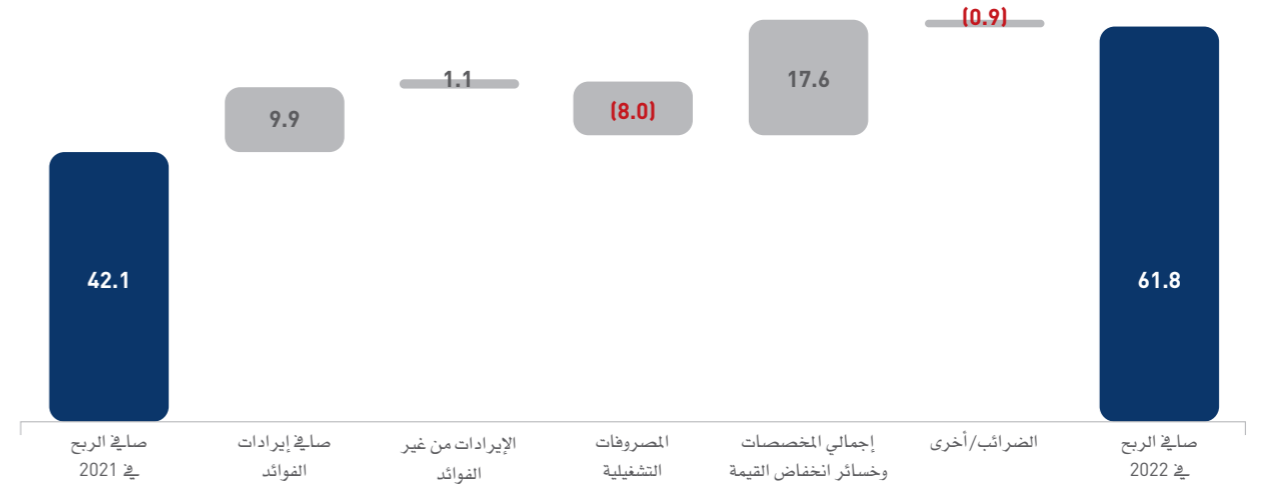 42.1
9.9
1.1
(8.0)
17.6
(0.9)
61.8
صافي الربح
في 2021
صافي إيرادات
الفوائد
الإيرادات من غير
الفوائد
المصروفات
التشغيلية
إجمالي المخصصات
وخسائر انخفاض القيمة
الضرائب/أخرى
صافي الربح
في 2022